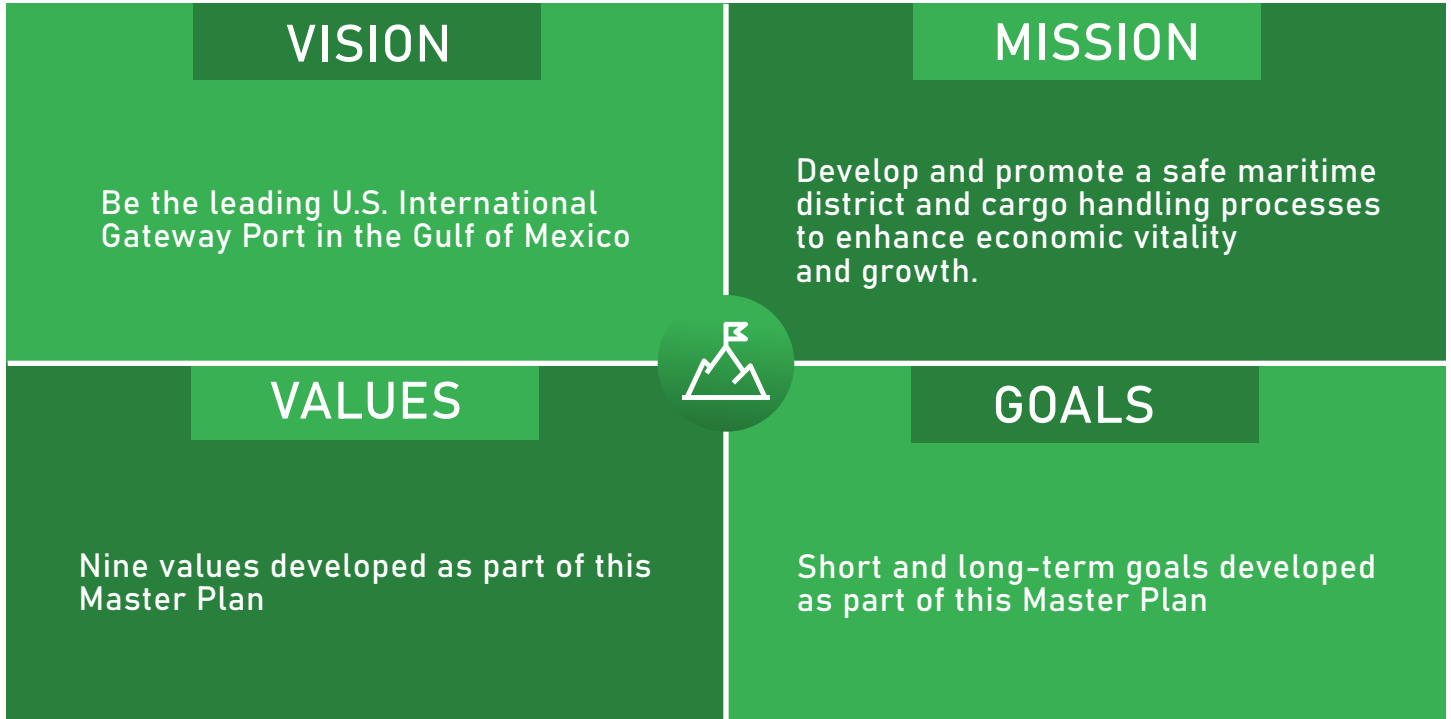 VISION
Be the leading U.S. International
Gateway Port in the Gulf of Mexico
MISSION
Develop and promote a safe maritime
district and cargo handling processes
to enhance economic vitality
and growth.
VALUES
Nine values developed as part of this
Master Plan
GOALS
Short and long-term goals developed
as part of this Master Plan